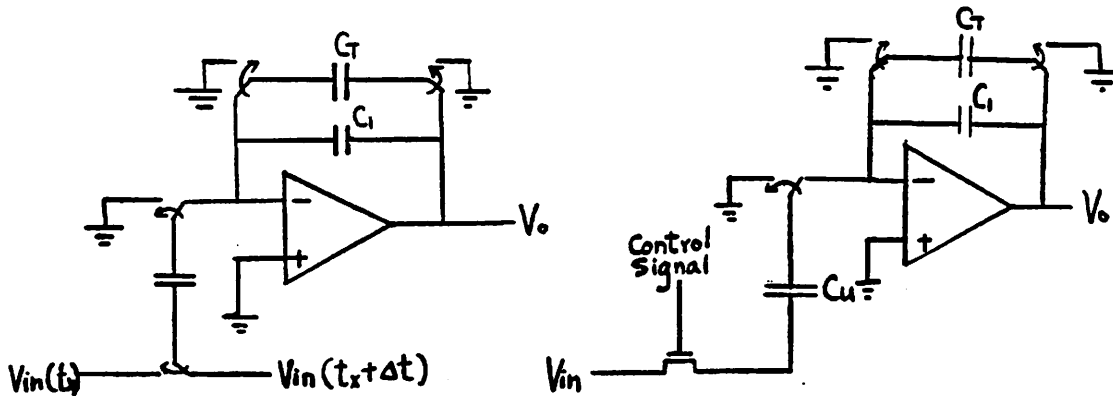 CT
C1
−
+
Vo
Vin(tx)
Vin(tx+Δt)
CT
C1
−
+
Vo
Control
Signal
Cu
Vin